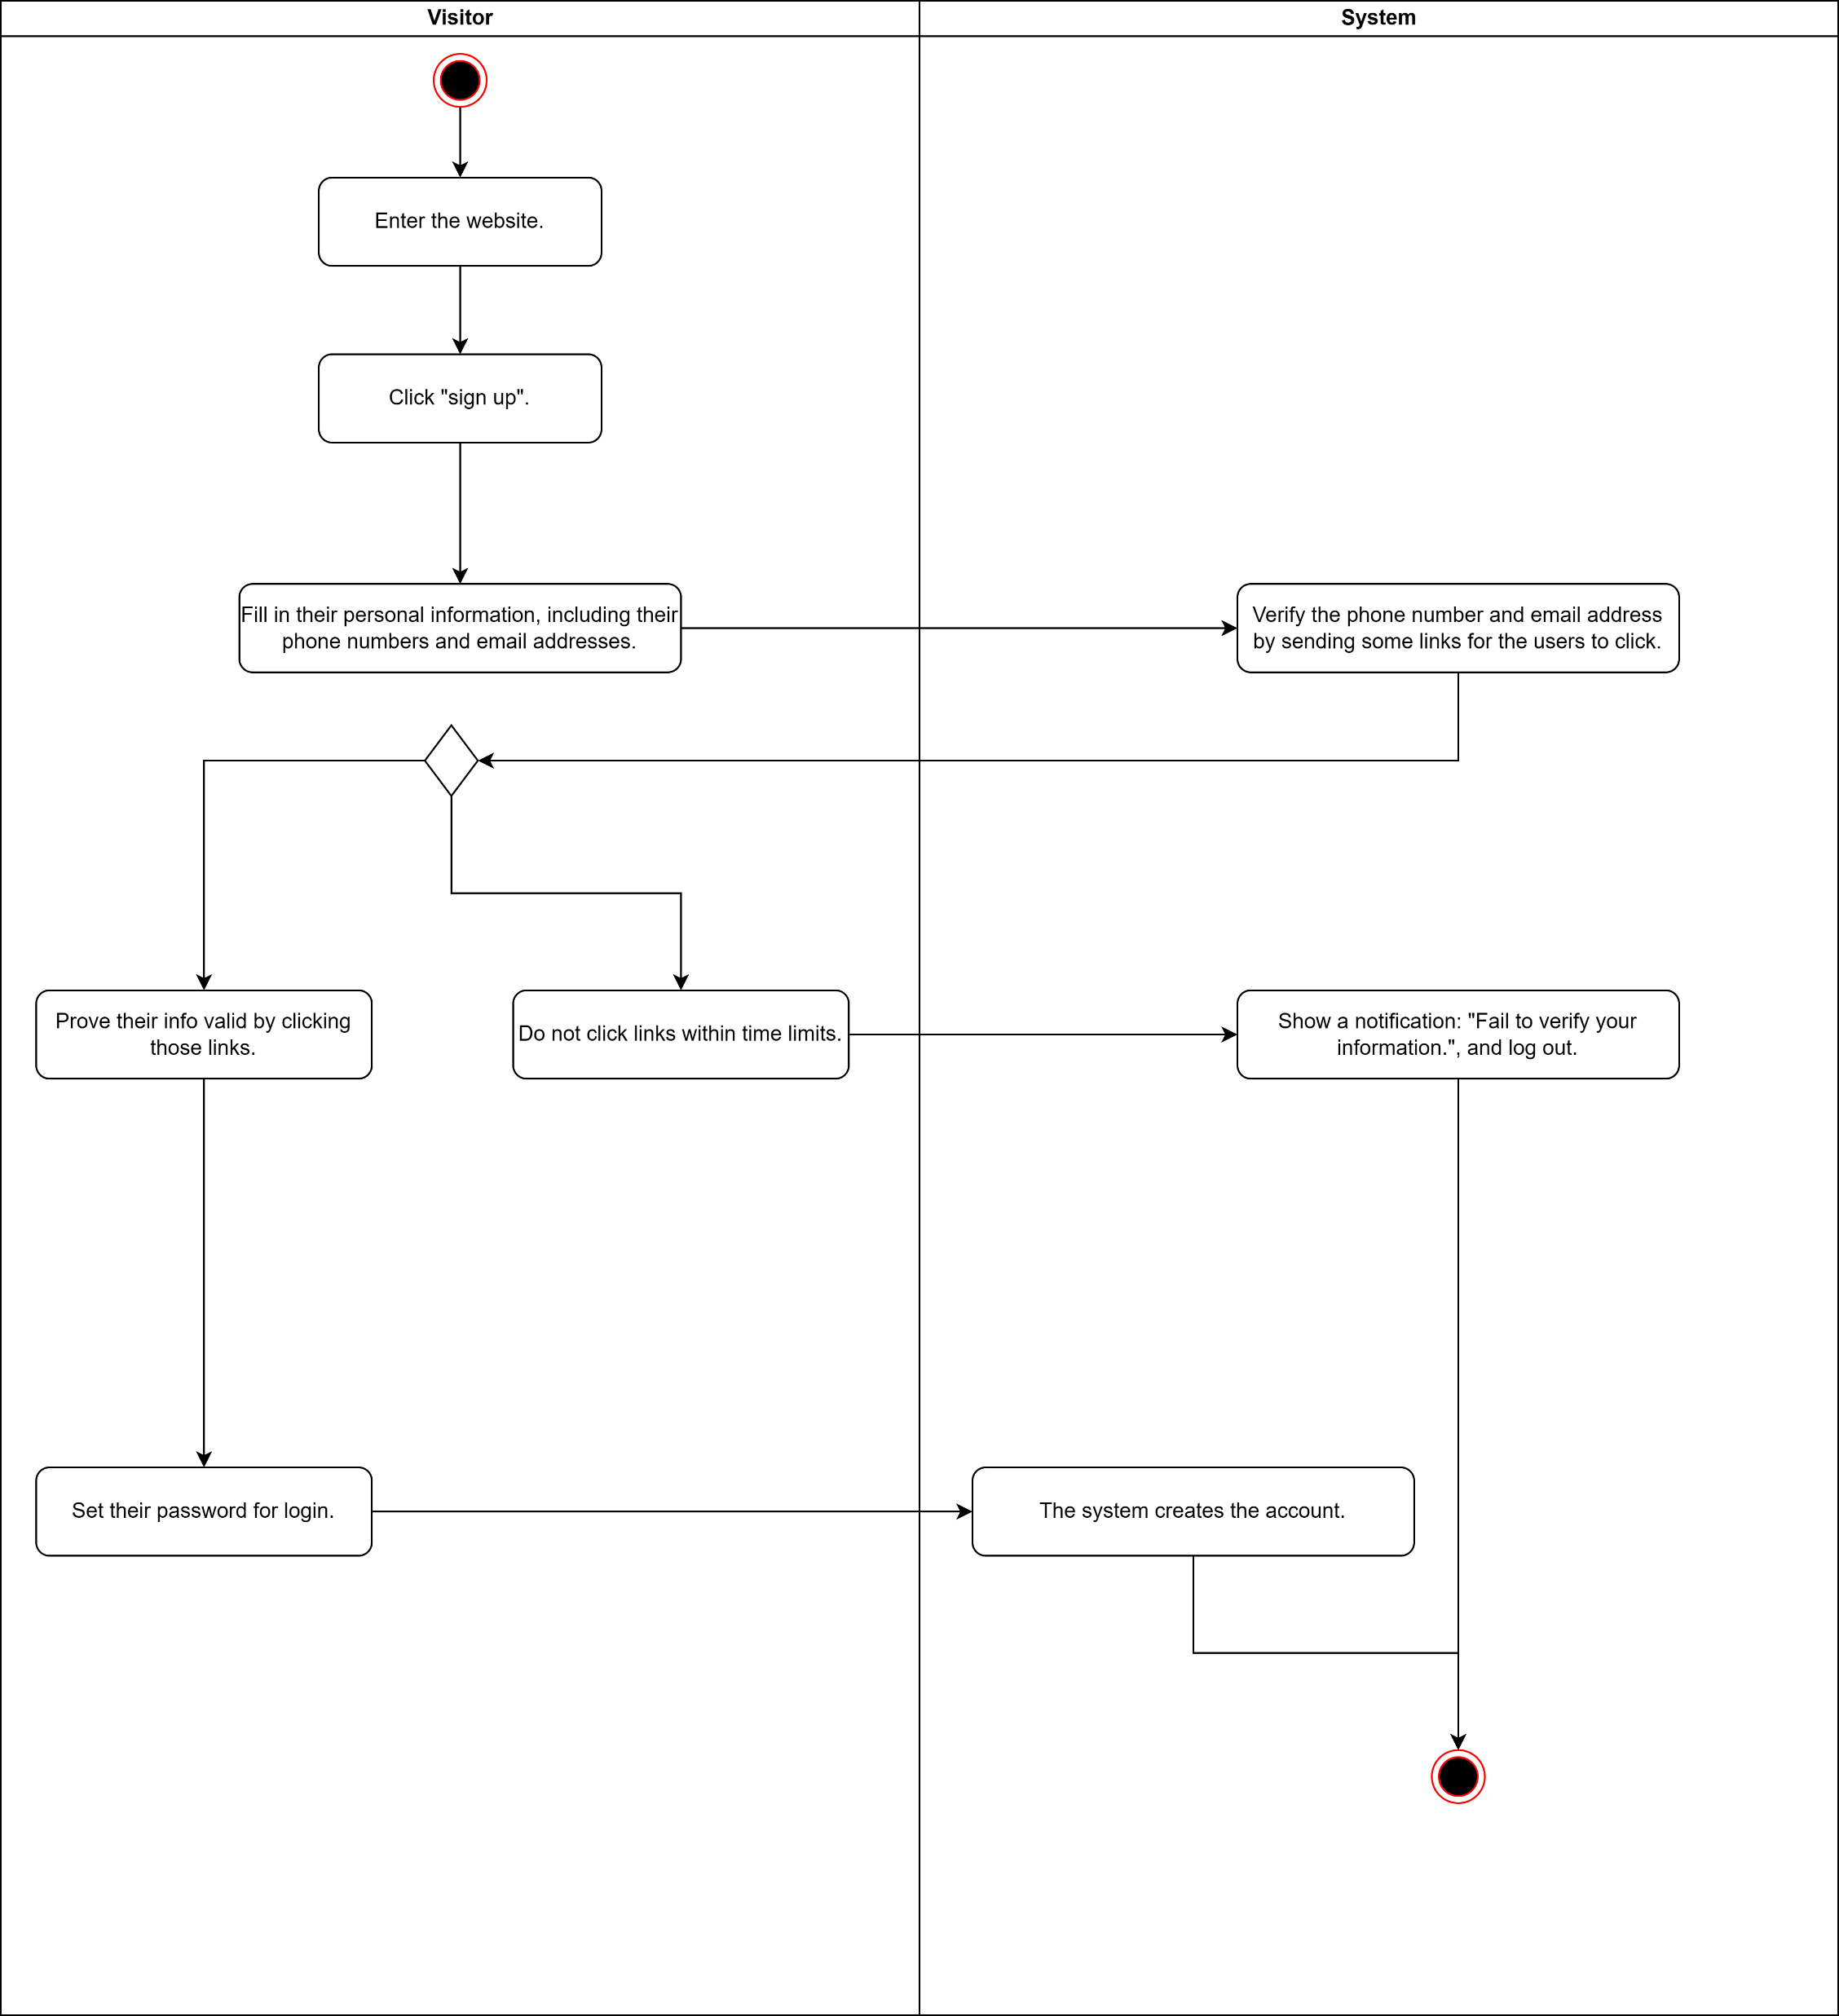 Visitor
System
Enter the website.
Click "sign up".
Fill in their personal information, including their
phone numbers and email addresses.
Verify the phone number and email address
by sending some links for the users to click.
Prove their info valid by clicking
those links.
Do not click links within time limits.
Show a notification: "Fail to verify your
information.", and log out.
Set their password for login.
The system creates the account.